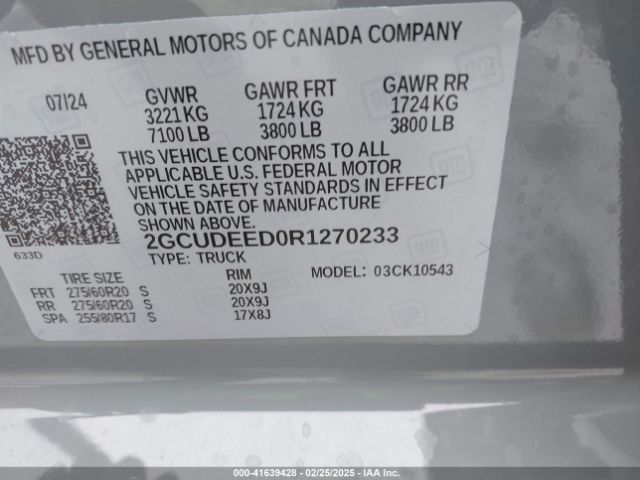 MFD BY GENERAL MOTORS OF CANADA COMPANY
07/24 GVWR GAWR FRT GAWR RR
3221 KG 1724 KG 1724 KG
7100 LB 3800 LB 3800 LB
THIS VEHICLE CONFORMS TO ALL
APPLICABLE U.S. FEDERAL MOTOR
VEHICLE SAFETY STANDARDS IN EFFECT
ON THE DATE OF MANUFACTURE
SHOWN ABOVE.
633D 2GCUDEED0R1270233
TYPE: TRUCK MODEL: 03CK10543
TIRE SIZE RIM
FRT 275/60R20 S 20X9J
RR 275/60R20 S 20X9J
SPA 255/80R17 S 17X8J
000-41639428 - 02/25/2025 - IAA Inc.